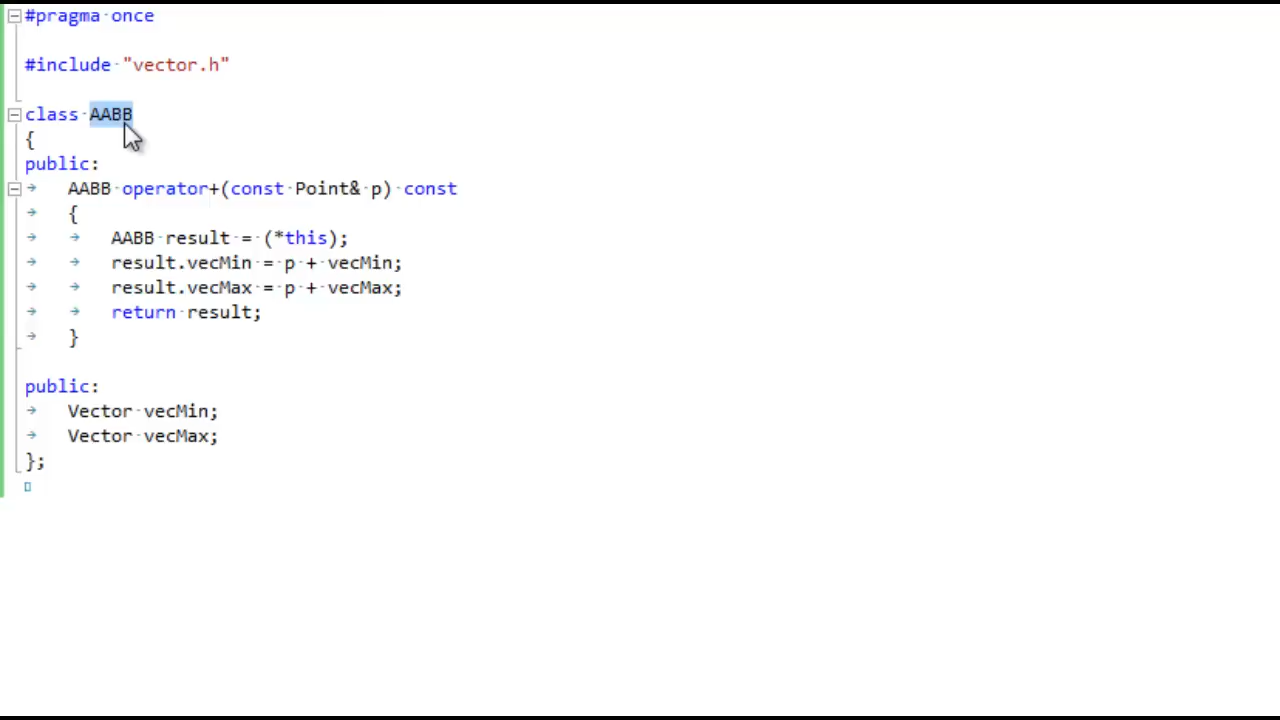 #pragma once
#include "vector.h"
class AABB
{
public:
AABB operator+(const Point& p) const
{
AABB result = (*this);
result.vecMin = p + vecMin;
result.vecMax = p + vecMax;
return result;
}
public:
Vector vecMin;
Vector vecMax;
};